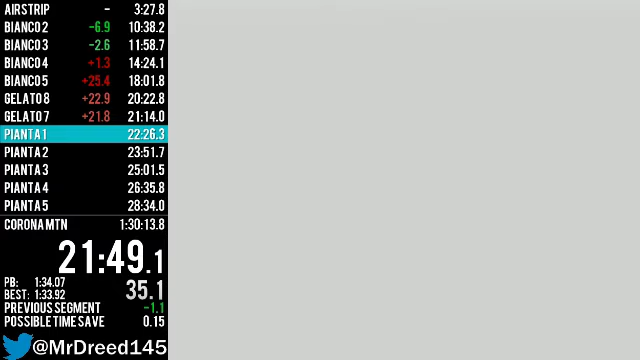 AIRSTRIP - 3:27.8
BIANCO 2 -6.9 10:38.2
BIANCO 3 -2.6 11:58.7
BIANCO 4 +1.3 14:24.1
BIANCO 5 +25.4 18:01.8
GELATO 8 +22.9 20:22.8
GELATO 7 +21.8 21:14.0
PIANTA 1 22:26.3
PIANTA 2 23:51.7
PIANTA 3 25:01.5
PIANTA 4 26:35.8
PIANTA 5 28:34.0
CORONA MTN 1:30:13.8
21:49.1
PB: 1:34.07
BEST: 1:33.92
35.1
PREVIOUS SEGMENT -1.1
POSSIBLE TIME SAVE 0.15
@MrDreed145